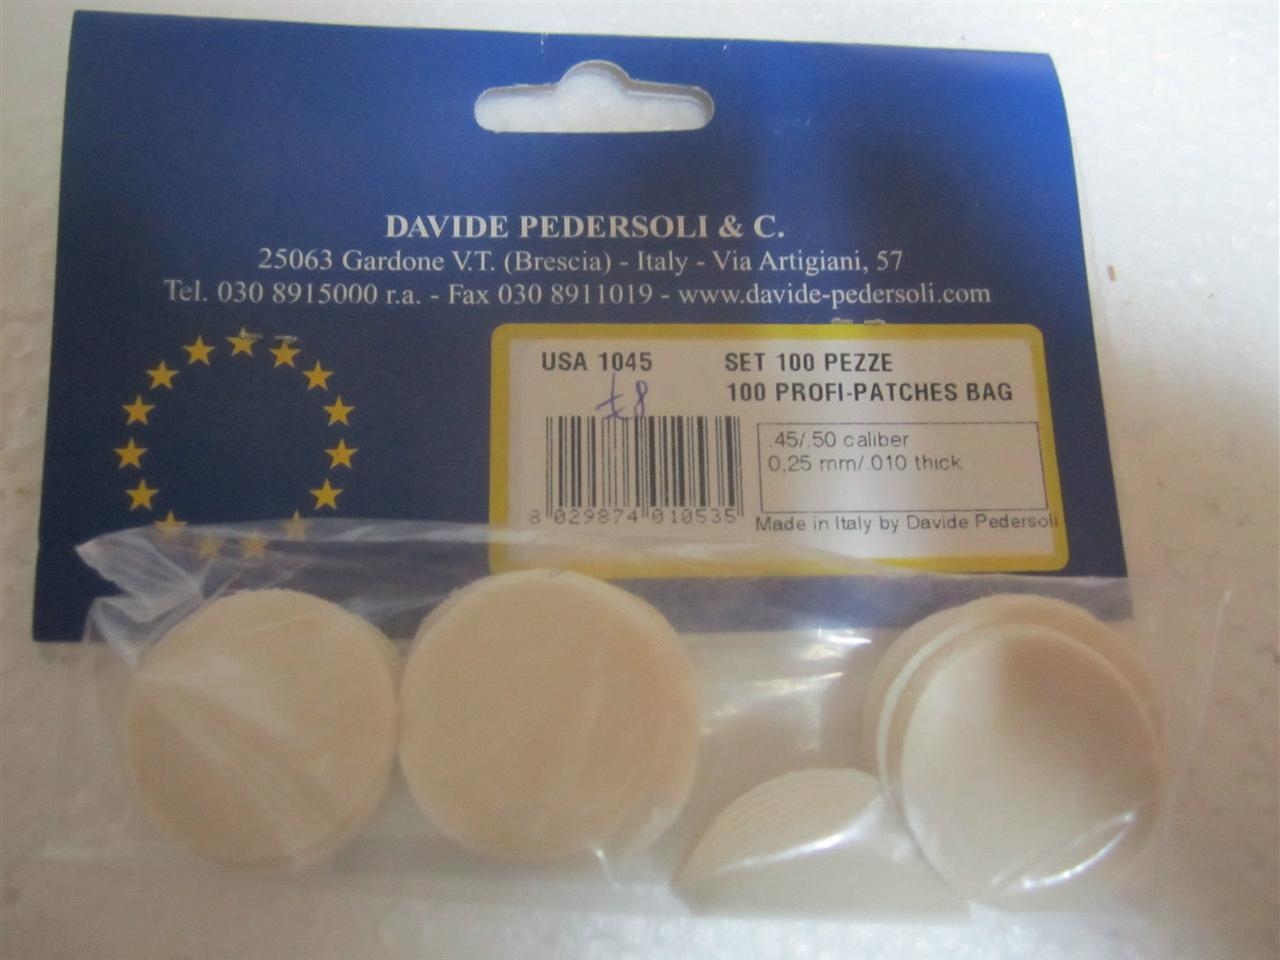 DAVIDE PEDERSOLI & C.
25063 Gardone V.T. (Brescia) - Italy - Via Artigiani, 57
Tel. 030 8915000 r.a. - Fax 030 8911019 - www.davide-pedersoli.com
USA 1045 SET 100 PEZZE
£8 100 PROFI-PATCHES BAG
.45/.50 caliber
0,25 mm/.010 thick
8 029874 010535
Made in Italy by Davide Pedersoli